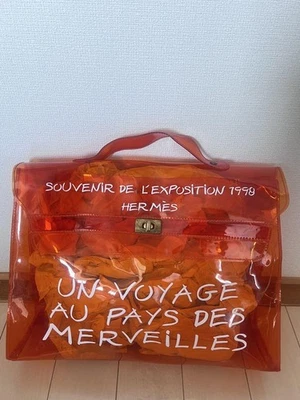 SOUVENIR DE L'EXPOSITION 1998
HERMÈS
UN VOYAGE
AU PAYS DES
MERVEILLES